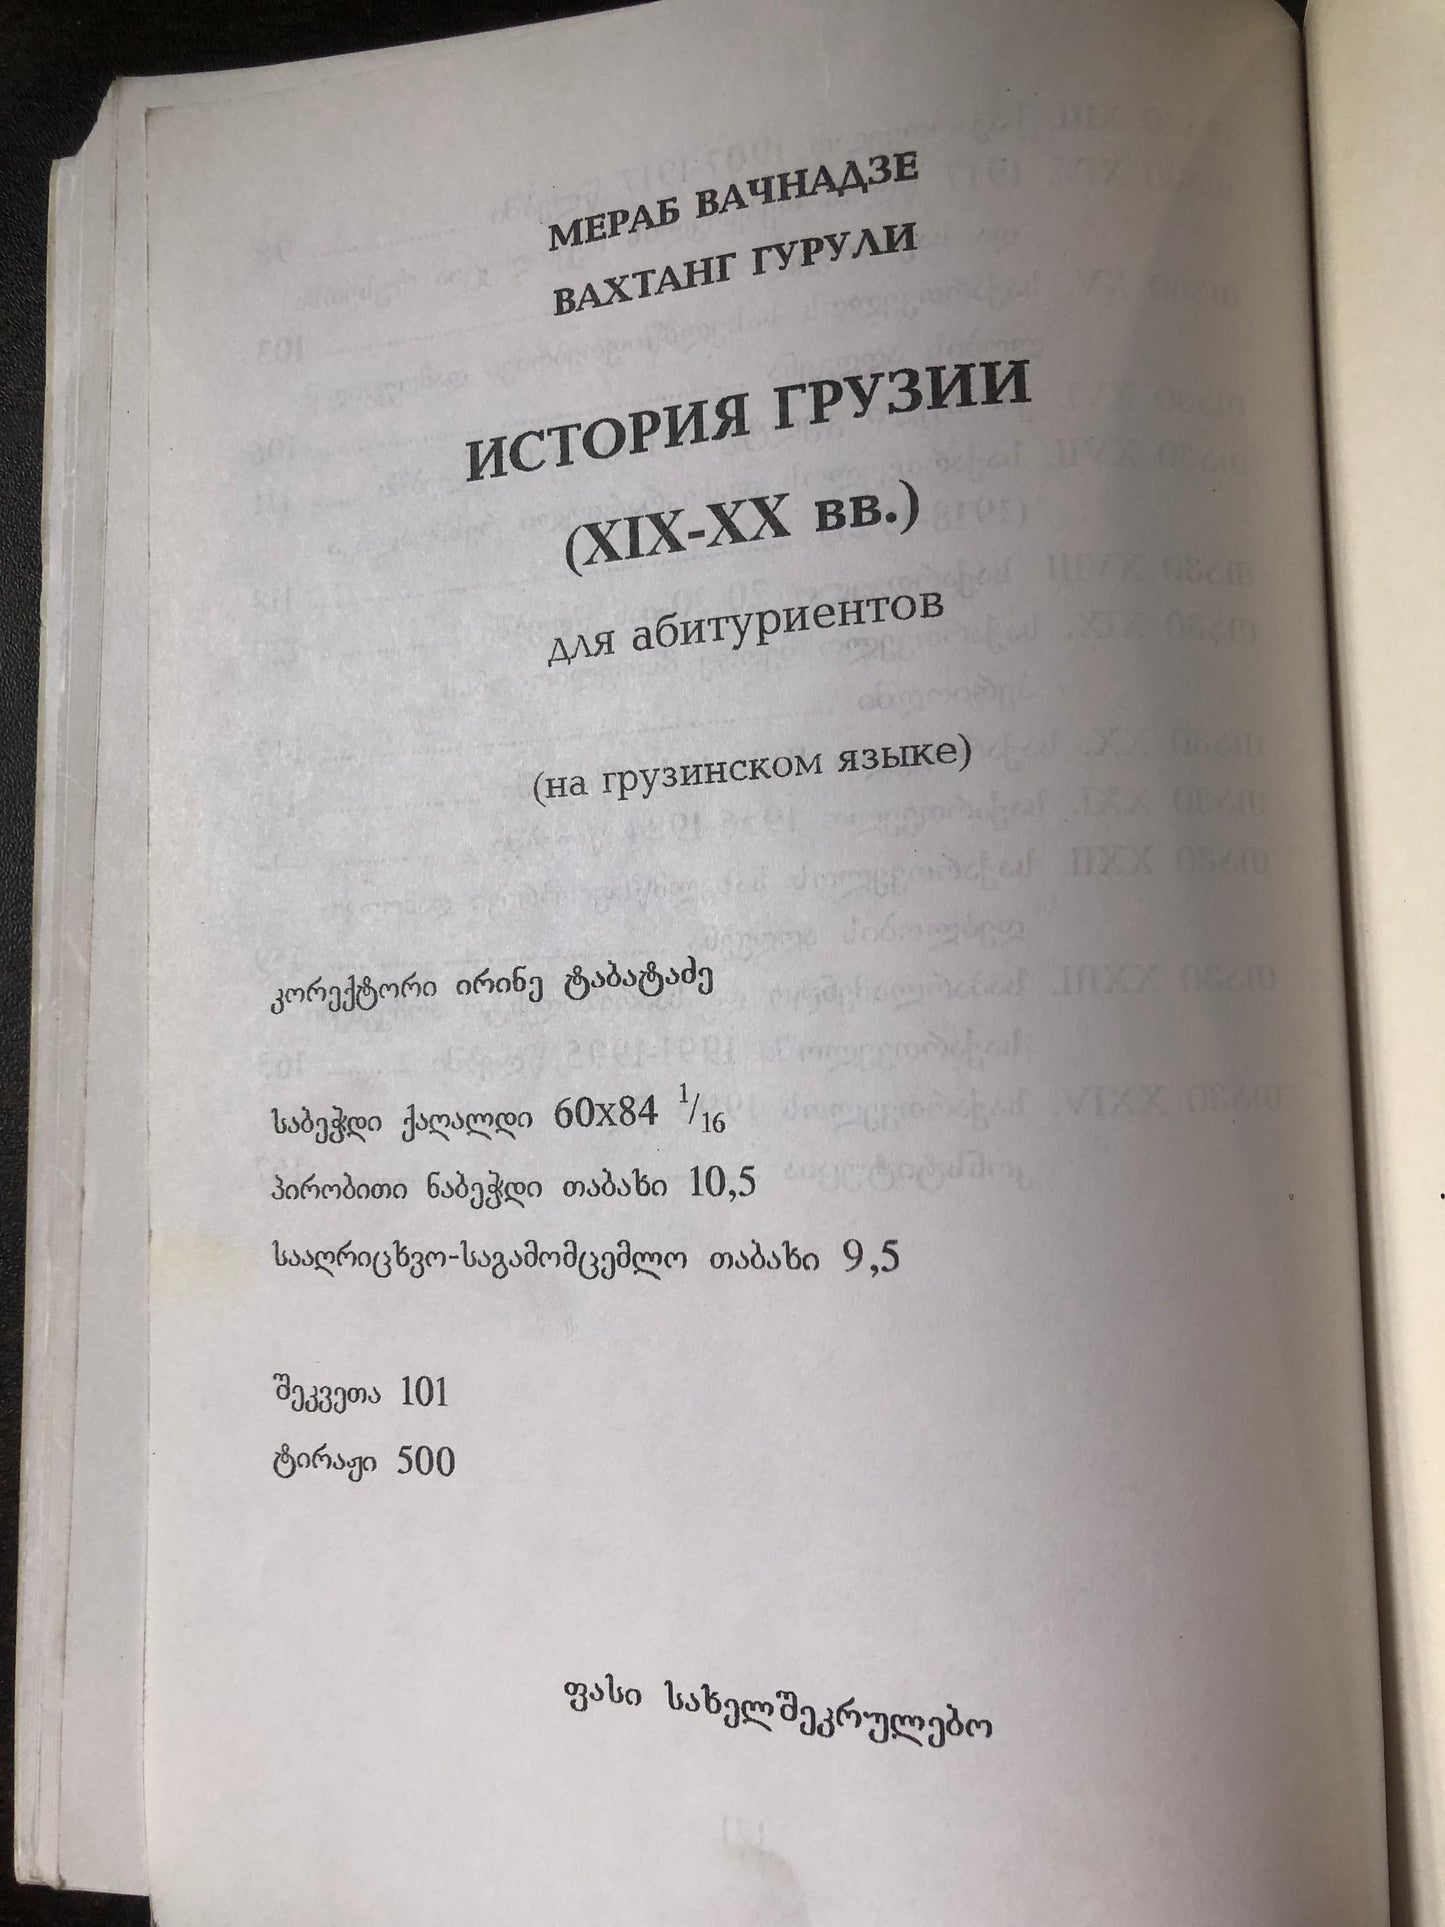 МЕРАБ ВАЧНАДЗЕ
ВАХТАНГ ГУРУЛИ
ИСТОРИЯ ГРУЗИИ
(XIX-XX вв.)
для абитуриентов
(на грузинском языке)
კორექტორი ირინე ტაბატაძე
საბეჭდი ქაღალდი 60x84 1/16
პირობითი ნაბეჭდი თაბახი 10,5
სააღრიცხვო-საგამომცემლო თაბახი 9,5
შეკვეთა 101
ტირაჟი 500
ფასი სახელშეკრულებო